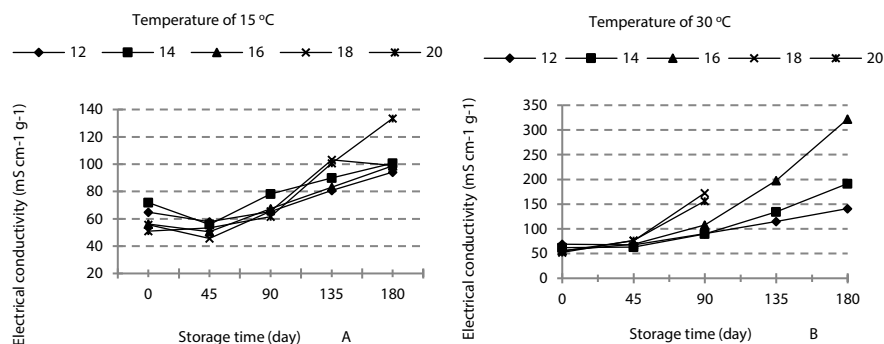 Temperature of 15 ºC
12 14 16 18 20
Electrical conductivity (mS cm-1 g-1)
140
120
100
80
60
40
20
0 45 90 135 180
Storage time (day) A
Temperature of 30 ºC
12 14 16 18 20
Electrical conductivity (mS cm-1 g-1)
350
300
250
200
150
100
50
0
0 45 90 135 180
Storage time (day) B